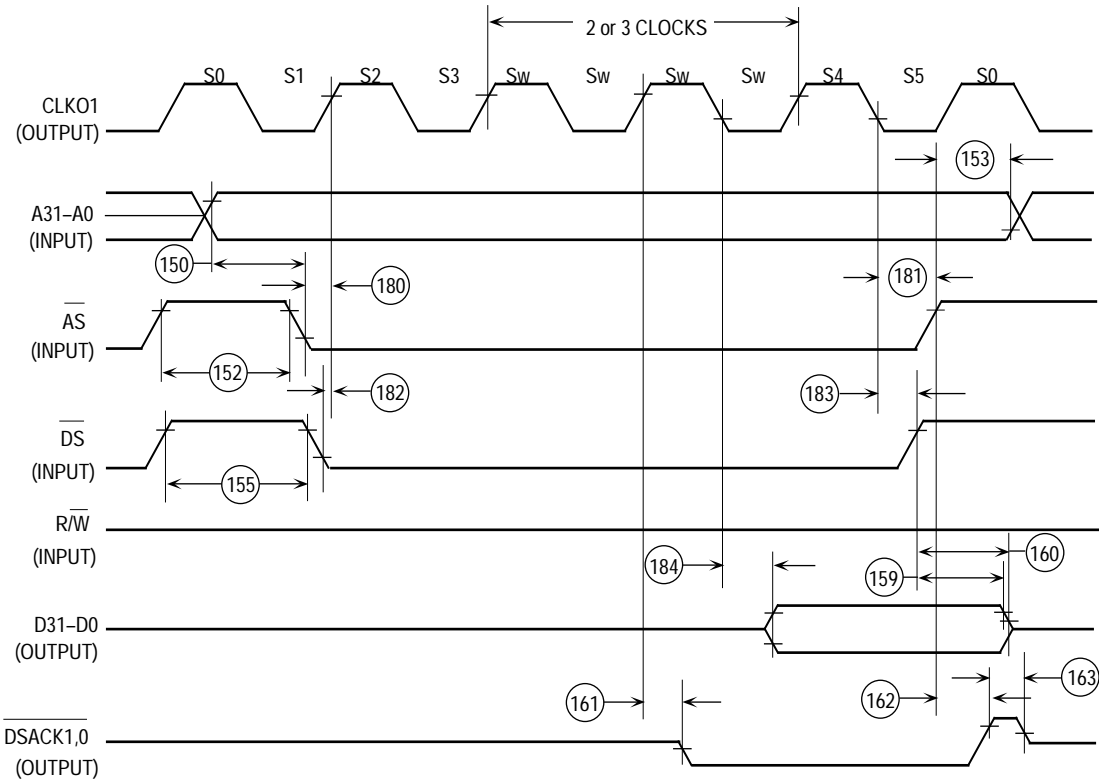 2 or 3 CLOCKS
S0 S1 S2 S3 Sw Sw Sw Sw S4 S5 S0
CLKO1
(OUTPUT)
153
A31–A0
(INPUT)
150
180
181
AS
(INPUT)
152
182
183
DS
(INPUT)
155
R/W
(INPUT)
184
160
159
D31–D0
(OUTPUT)
161
162
163
DSACK1,0
(OUTPUT)